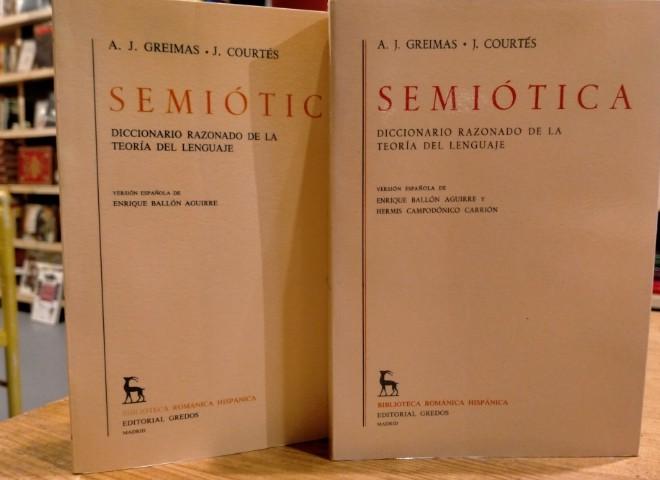 A. J. GREIMAS • J. COURTÉS
SEMIÓTIC
DICCIONARIO RAZONADO DE LA
TEORÍA DEL LENGUAJE
VERSIÓN ESPAÑOLA DE
ENRIQUE BALLÓN AGUIRRE
BIBLIOTECA ROMÁNICA HISPÁNICA
EDITORIAL GREDOS
MADRID
A. J. GREIMAS • J. COURTÉS
SEMIÓTICA
DICCIONARIO RAZONADO DE LA
TEORÍA DEL LENGUAJE
VERSIÓN ESPAÑOLA DE
ENRIQUE BALLÓN AGUIRRE Y
HERMIS CAMPODÓNICO CARRIÓN
BIBLIOTECA ROMÁNICA HISPÁNICA
EDITORIAL GREDOS
MADRID